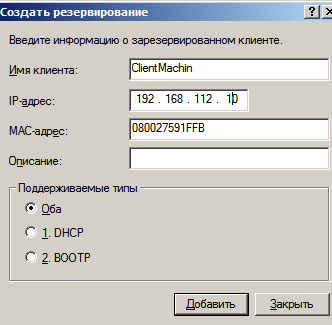 Создать резервирование
Введите информацию о зарезервированном клиенте.
Имя клиента: ClientMachin
IP-адрес: 192 . 168 . 112 . 10
MAC-адрес: 080027591FFB
Описание:
Поддерживаемые типы
Оба
1. DHCP
2. BOOTP
Добавить Закрыть